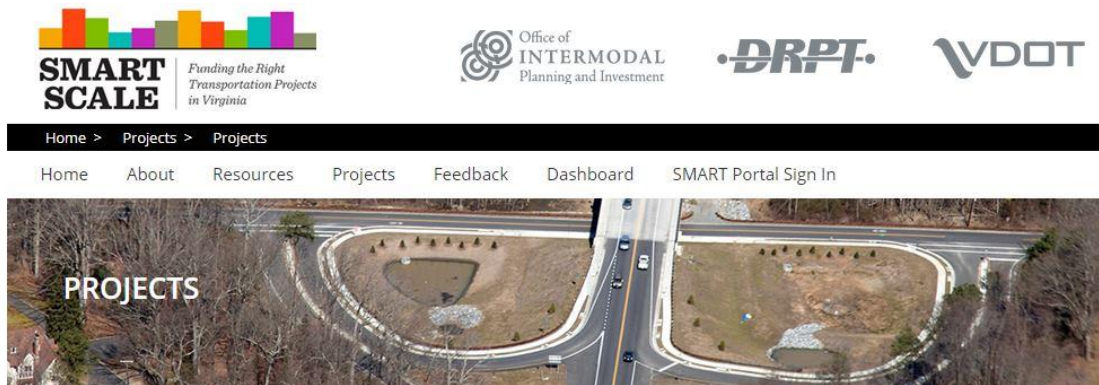 SMART
SCALE
Funding the Right
Transportation Projects
in Virginia
Office of
INTERMODAL
Planning and Investment
DRPT
VDOT
Home > Projects > Projects
Home About Resources Projects Feedback Dashboard SMART Portal Sign In
PROJECTS